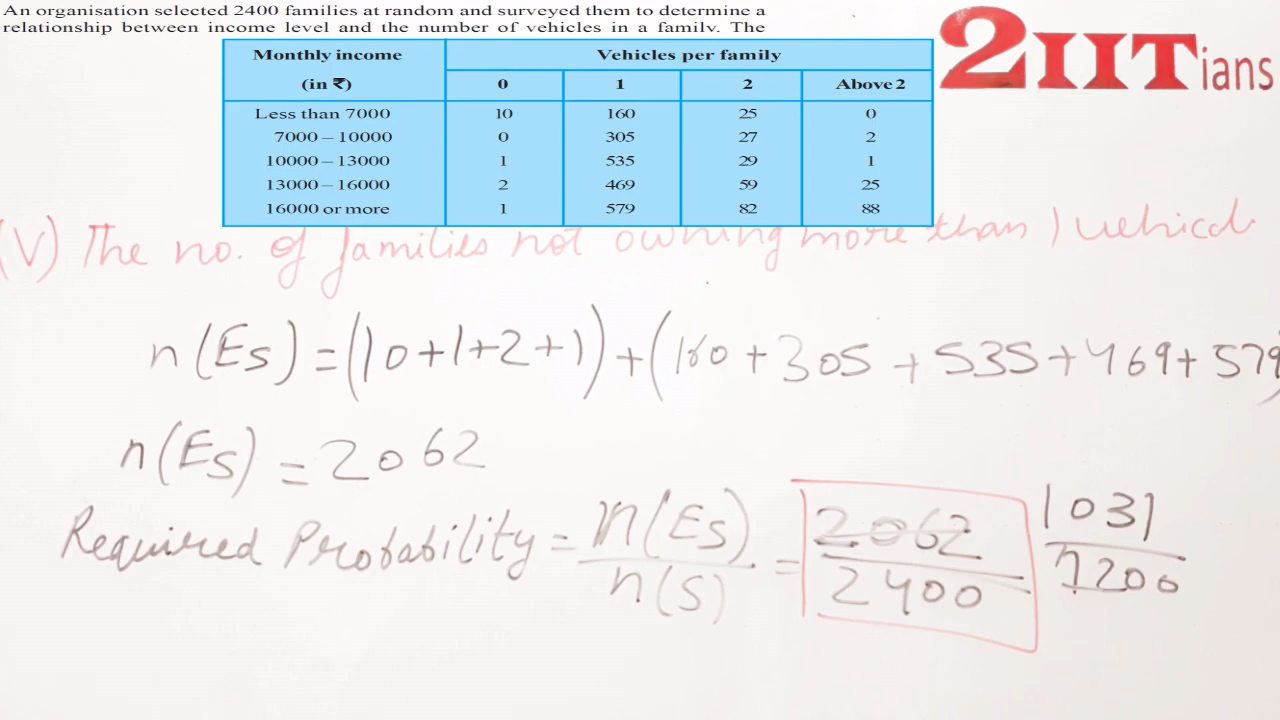 An organisation selected 2400 families at random and surveyed them to determine a
relationship between income level and the number of vehicles in a family. The
2IITians
Monthly income (in ₹) Vehicles per family
0 1 2 Above 2
Less than 7000 10 160 25 0
7000 – 10000 0 305 27 2
10000 – 13000 1 535 29 1
13000 – 16000 2 469 59 25
16000 or more 1 579 82 88
(V) The no. of families not owning more than 1 vehical
n(E5) = (10+1+2+1) + (160 + 305 + 535 + 469 + 579)
n(E5) = 2062
Required Probability = n(E5)/n(S) = 2062/2400 1031/1200